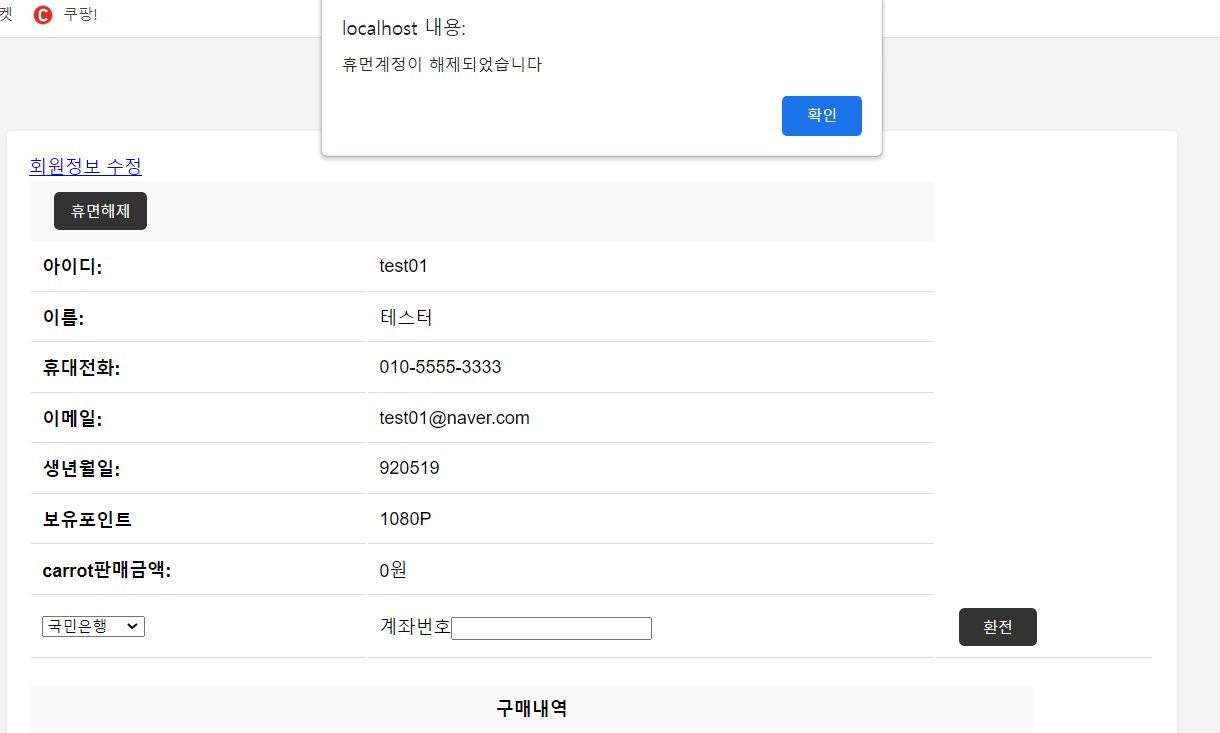 켓 C 쿠팡!
localhost 내용:
휴먼계정이 해제되었습니다
확인
회원정보 수정
휴면해제
아이디: test01
이름: 테스터
휴대전화: 010-5555-3333
이메일: test01@naver.com
생년월일: 920519
보유포인트 1080P
carrot판매금액: 0원
국민은행 계좌번호 환전
구매내역